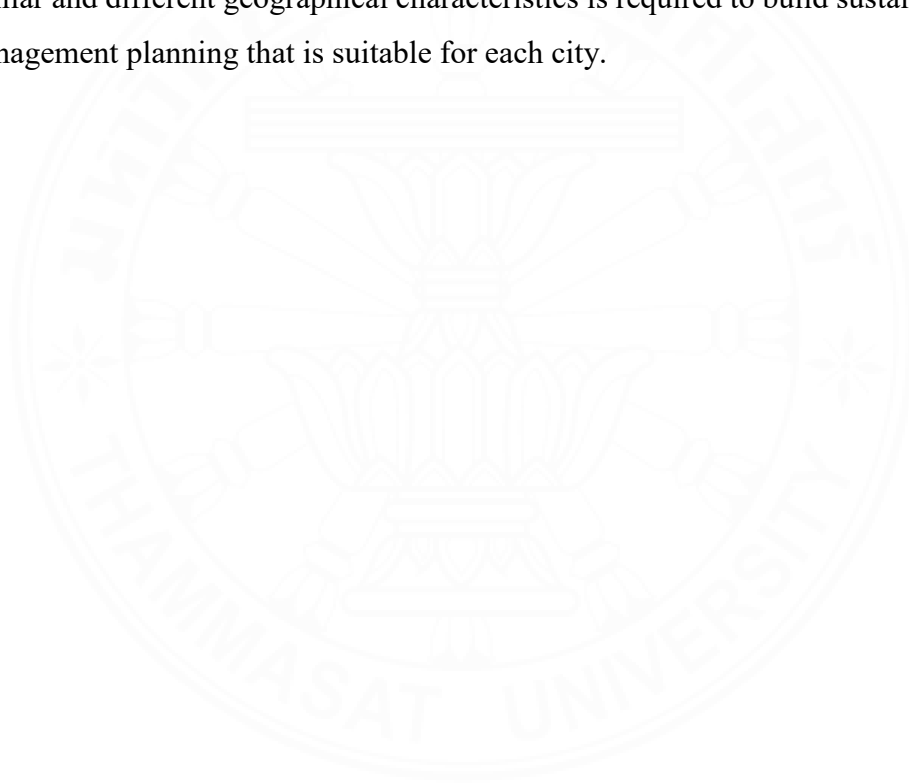 and different geographical characteristics is required to build
nagement planning that is suitable for each city.
THAMMASAT UNIVERSITY